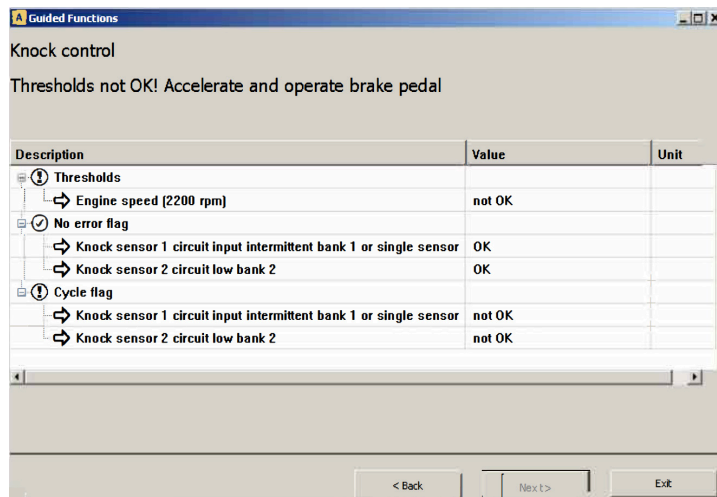 Guided Functions
Knock control
Thresholds not OK! Accelerate and operate brake pedal
Description Value Unit
Thresholds
Engine speed (2200 rpm) not OK
No error flag
Knock sensor 1 circuit input intermittent bank 1 or single sensor OK
Knock sensor 2 circuit low bank 2 OK
Cycle flag
Knock sensor 1 circuit input intermittent bank 1 or single sensor not OK
Knock sensor 2 circuit low bank 2 not OK
< Back Next> Exit